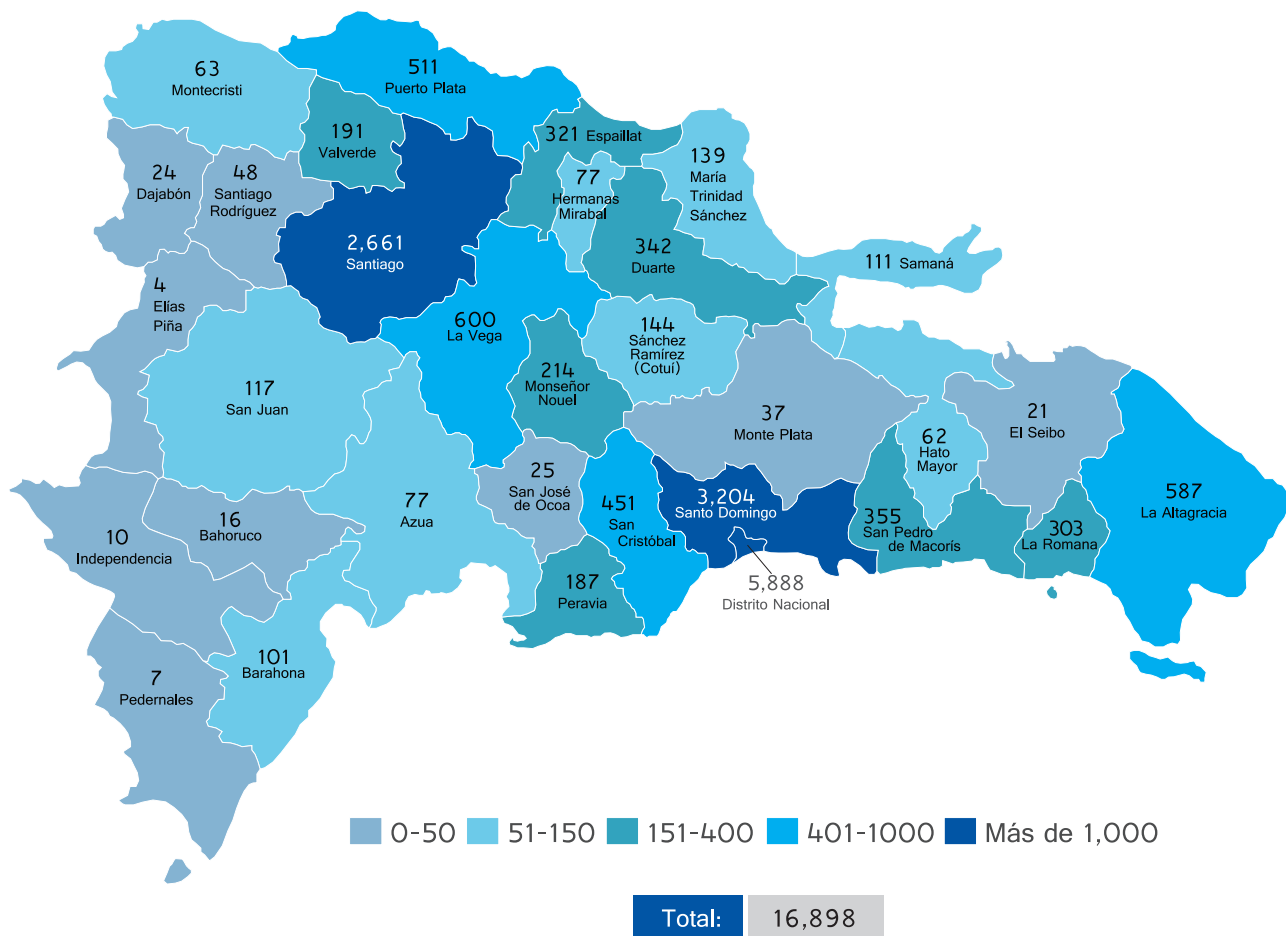 511
Puerto Plata
63
Montecristi
191
Valverde
321 Espaillat
139
María
Trinidad
Sánchez
24
Dajabón
48
Santiago
Rodríguez
77
Hermanas
Mirabal
2,661
Santiago
342
Duarte
111 Samaná
4
Elías
Piña
600
La Vega
144
Sánchez
Ramírez
(Cotuí)
117
San Juan
214
Monseñor
Nouel
37
Monte Plata
21
El Seibo
62
Hato
Mayor
25
San José
de Ocoa
77
Azua
451
San
Cristóbal
3,204
Santo Domingo
587
La Altagracia
16
Bahoruco
10
Independencia
355
San Pedro
de Macorís
303
La Romana
187
Peravia
5,888
Distrito Nacional
101
Barahona
7
Pedernales
0-50
51-150
151-400
401-1000
Más de 1,000
Total: 16,898